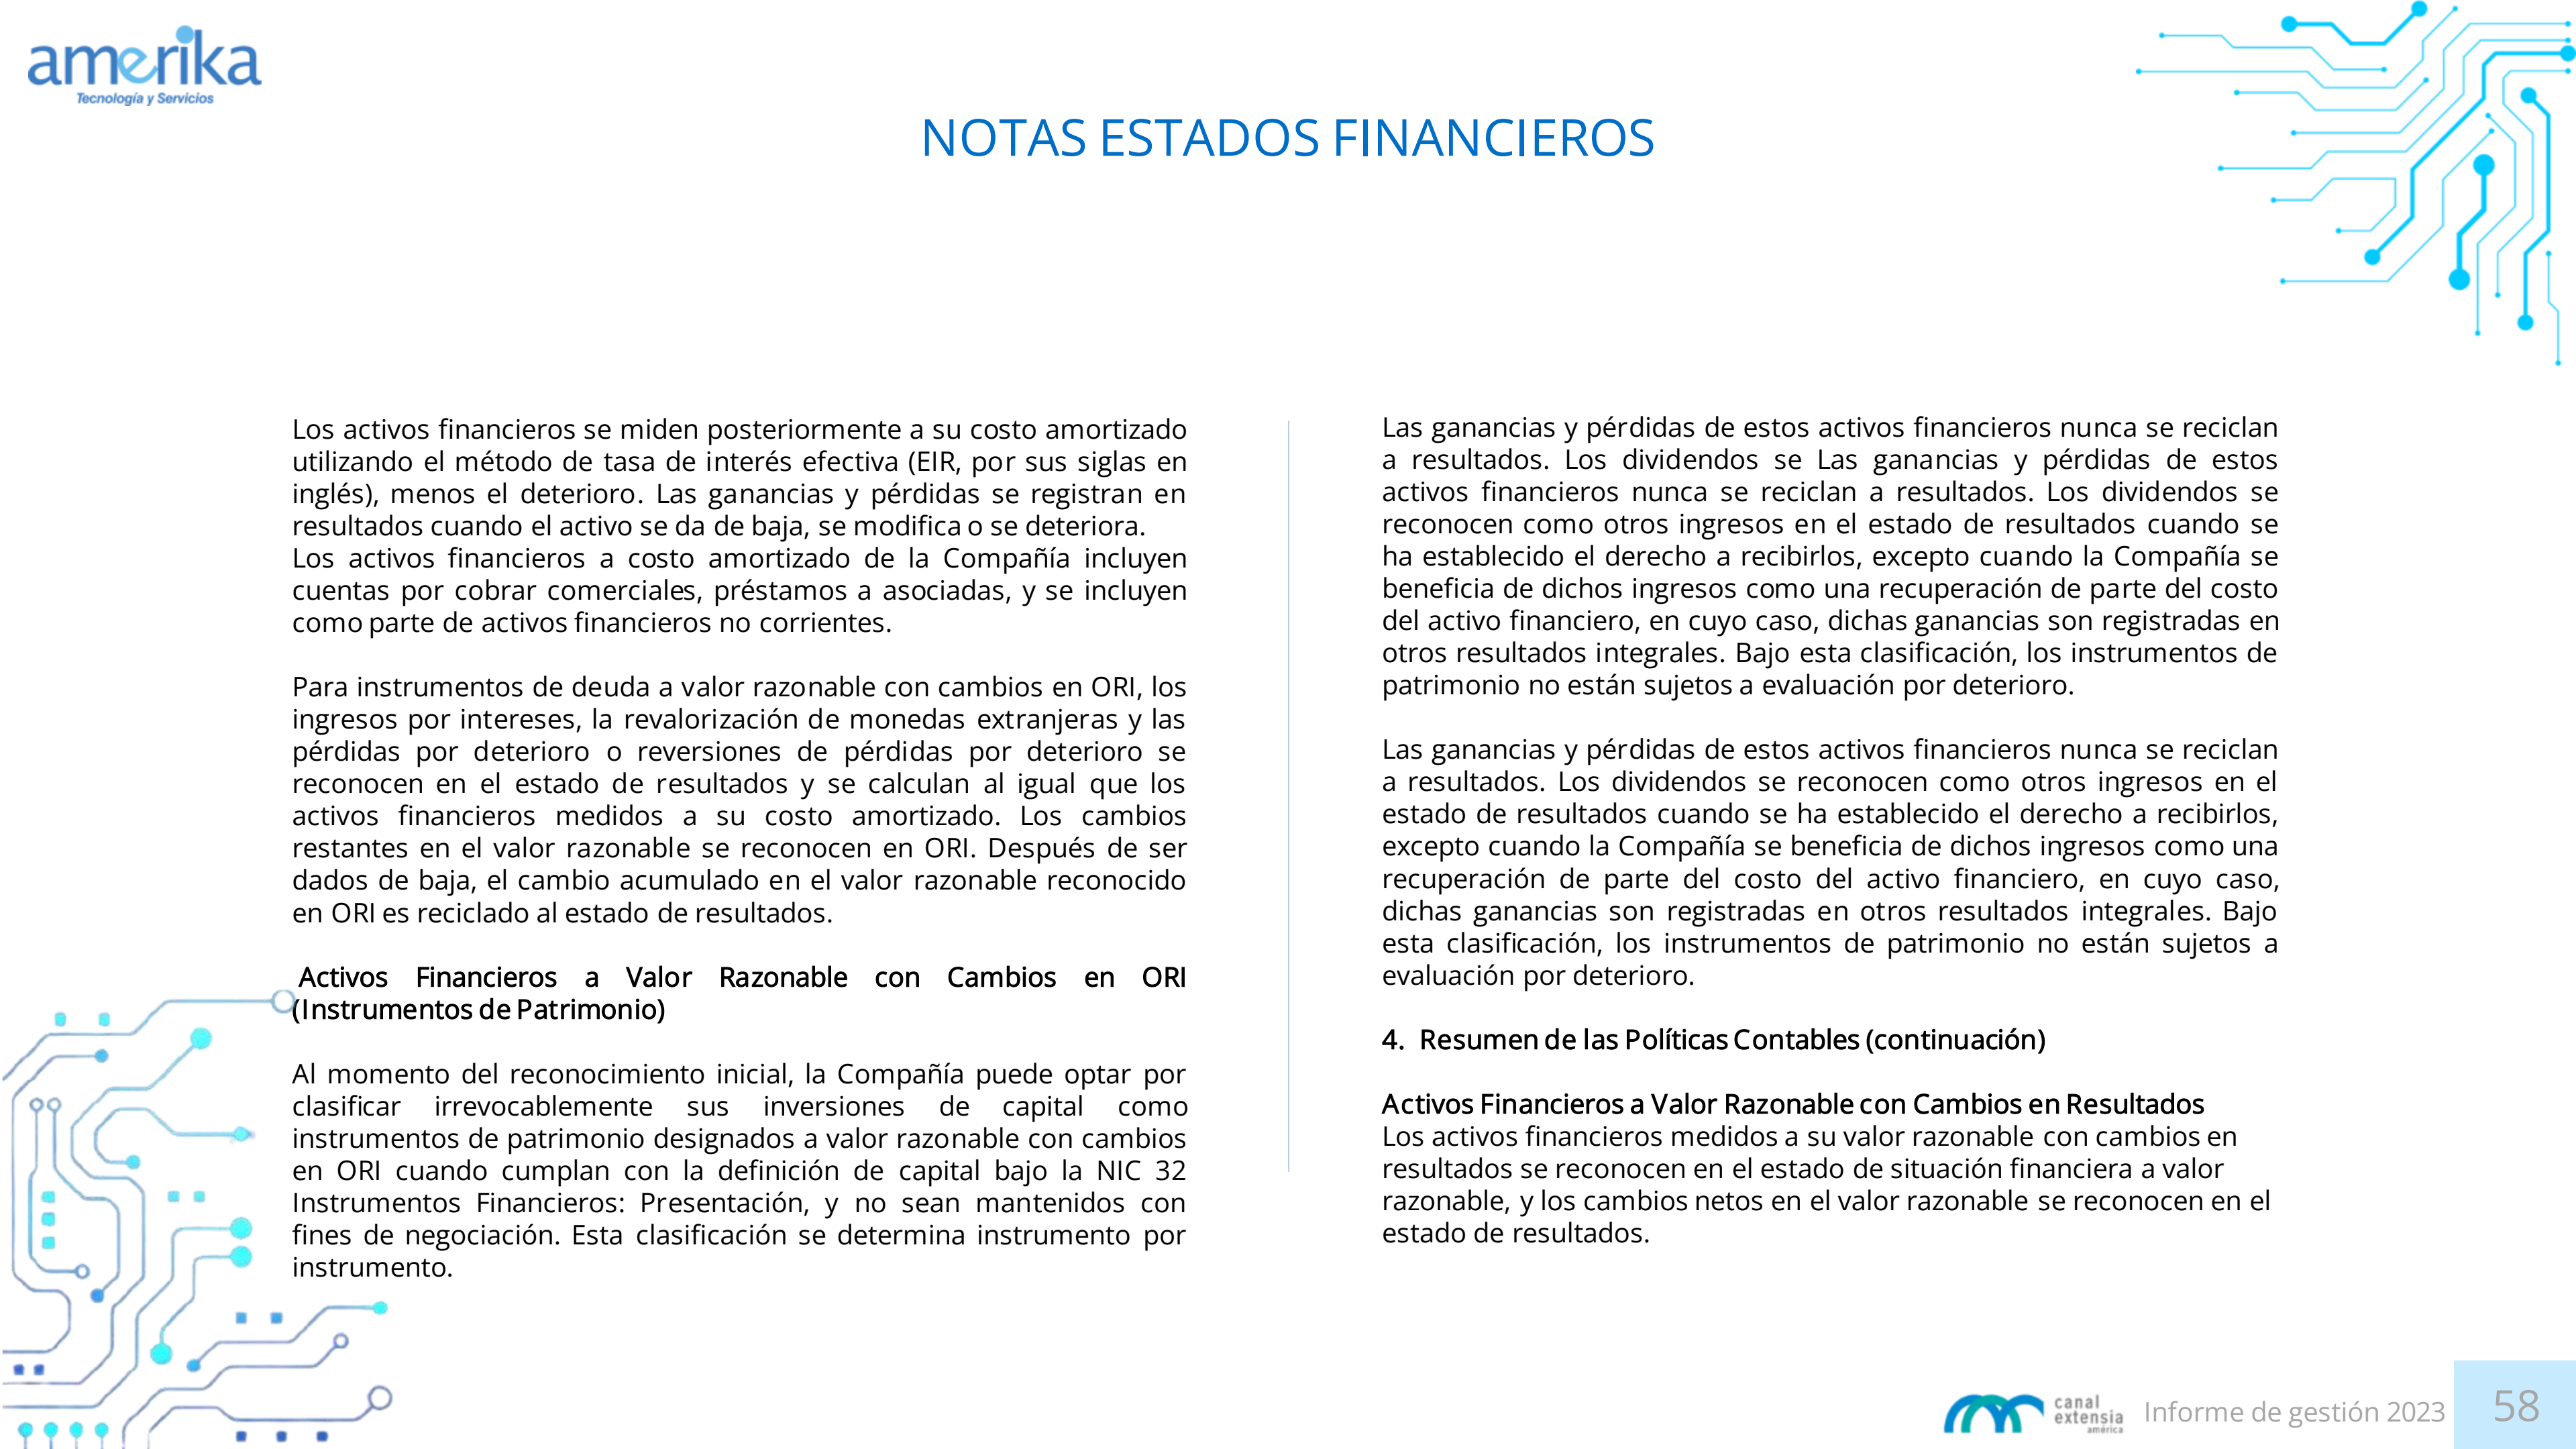 amerika
Tecnología y Servicios
NOTAS ESTADOS FINANCIEROS
Los activos financieros se miden posteriormente a su costo amortizado
utilizando el método de tasa de interés efectiva (EIR, por sus siglas en
inglés), menos el deterioro. Las ganancias y pérdidas se registran en
resultados cuando el activo se da de baja, se modifica o se deteriora.
Los activos financieros a costo amortizado de la Compañía incluyen
cuentas por cobrar comerciales, préstamos a asociadas, y se incluyen
como parte de activos financieros no corrientes.
Para instrumentos de deuda a valor razonable con cambios en ORI, los
ingresos por intereses, la revalorización de monedas extranjeras y las
pérdidas por deterioro o reversiones de pérdidas por deterioro se
reconocen en el estado de resultados y se calculan al igual que los
activos financieros medidos a su costo amortizado. Los cambios
restantes en el valor razonable se reconocen en ORI. Después de ser
dados de baja, el cambio acumulado en el valor razonable reconocido
en ORI es reciclado al estado de resultados.
Activos Financieros a Valor Razonable con Cambios en ORI
(Instrumentos de Patrimonio)
Al momento del reconocimiento inicial, la Compañía puede optar por
clasificar irrevocablemente sus inversiones de capital como
instrumentos de patrimonio designados a valor razonable con cambios
en ORI cuando cumplan con la definición de capital bajo la NIC 32
Instrumentos Financieros: Presentación, y no sean mantenidos con
fines de negociación. Esta clasificación se determina instrumento por
instrumento.
Las ganancias y pérdidas de estos activos financieros nunca se reciclan
a resultados. Los dividendos se Las ganancias y pérdidas de estos
activos financieros nunca se reciclan a resultados. Los dividendos se
reconocen como otros ingresos en el estado de resultados cuando se
ha establecido el derecho a recibirlos, excepto cuando la Compañía se
beneficia de dichos ingresos como una recuperación de parte del costo
del activo financiero, en cuyo caso, dichas ganancias son registradas en
otros resultados integrales. Bajo esta clasificación, los instrumentos de
patrimonio no están sujetos a evaluación por deterioro.
Las ganancias y pérdidas de estos activos financieros nunca se reciclan
a resultados. Los dividendos se reconocen como otros ingresos en el
estado de resultados cuando se ha establecido el derecho a recibirlos,
excepto cuando la Compañía se beneficia de dichos ingresos como una
recuperación de parte del costo del activo financiero, en cuyo caso,
dichas ganancias son registradas en otros resultados integrales. Bajo
esta clasificación, los instrumentos de patrimonio no están sujetos a
evaluación por deterioro.
4. Resumen de las Políticas Contables (continuación)
Activos Financieros a Valor Razonable con Cambios en Resultados
Los activos financieros medidos a su valor razonable con cambios en
resultados se reconocen en el estado de situación financiera a valor
razonable, y los cambios netos en el valor razonable se reconocen en el
estado de resultados.
canal
extensia
américa
Informe de gestión 2023
58